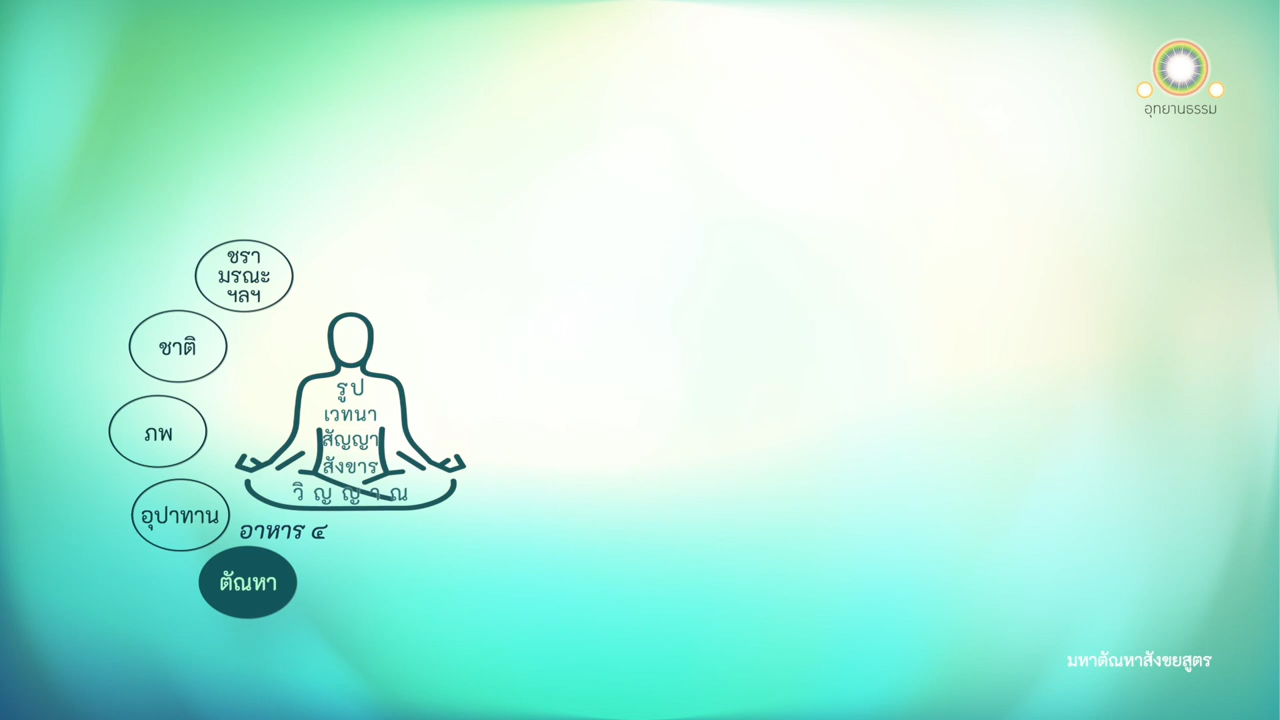 อุทยานธรรม
ชรา
มรณะ
ฯลฯ
ชาติ
ภพ
อุปาทาน
ตัณหา
อาหาร ๔
รูป
เวทนา
สัญญา
สังขาร
วิญญาณ
มหาตัณหาสังขยสูตร